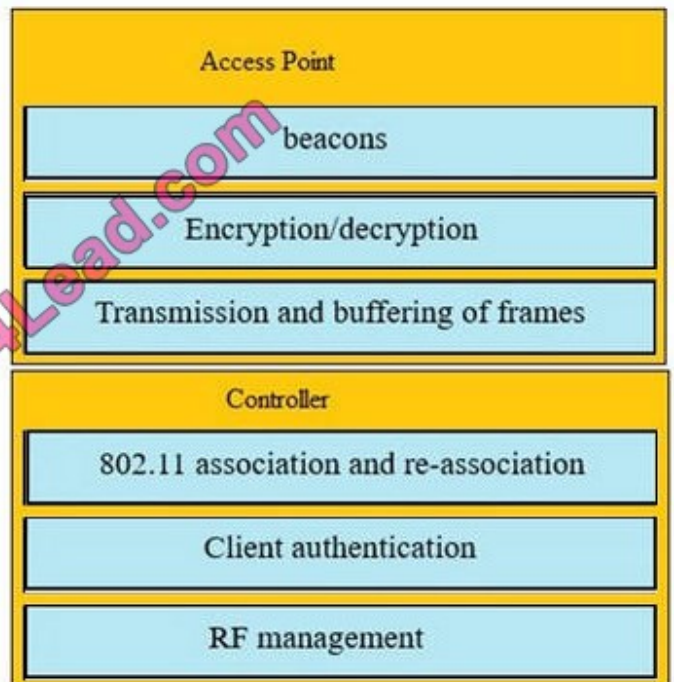 Access Point
beacons
Encryption/decryption
Transmission and buffering of frames
Controller
802.11 association and re-association
Client authentication
RF management
4Lead.com